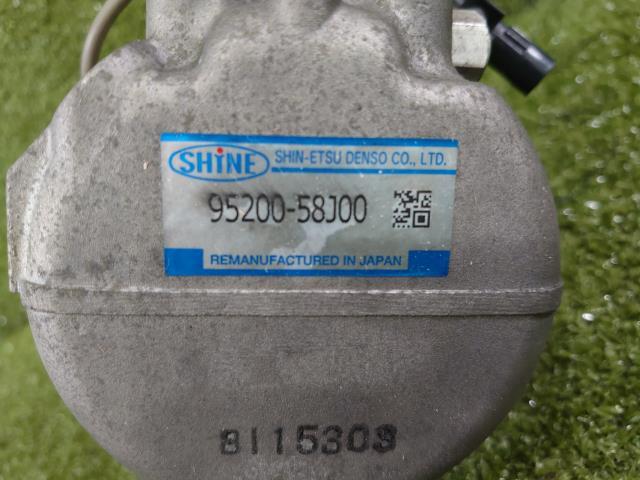 SHINE SHIN-ETSU DENSO CO., LTD.
95200-58J00
REMANUFACTURED IN JAPAN
8115303